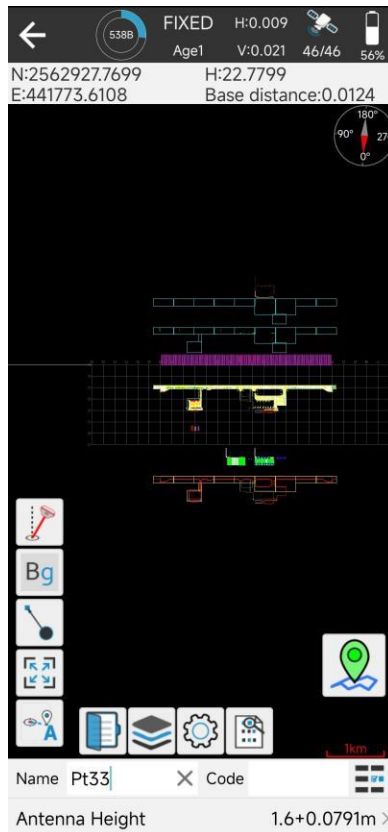 538B
FIXED H:0.009
Age1 V:0.021 46/46 56%
N:2562927.7699 H:22.7799
E:441773.6108 Base distance:0.0124
180°
90° 27
0°
Bg
A
1km
Name Pt33 Code
Antenna Height 1.6+0.0791m